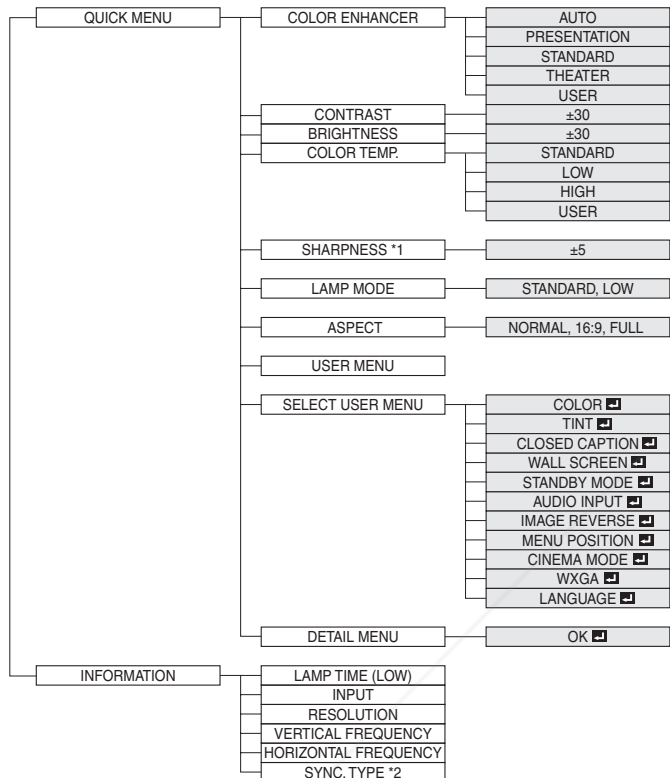 QUICK MENU COLOR ENHANCER AUTO
PRESENTATION
STANDARD
THEATER
USER
CONTRAST ±30
BRIGHTNESS ±30
COLOR TEMP. STANDARD
LOW
HIGH
USER
SHARPNESS *1 ±5
LAMP MODE STANDARD, LOW
ASPECT NORMAL, 16:9, FULL
USER MENU
SELECT USER MENU COLOR
TINT
CLOSED CAPTION
WALL SCREEN
STANDBY MODE
AUDIO INPUT
IMAGE REVERSE
MENU POSITION
CINEMA MODE
WXGA
LANGUAGE
DETAIL MENU OK
INFORMATION LAMP TIME (LOW)
INPUT
RESOLUTION
VERTICAL FREQUENCY
HORIZONTAL FREQUENCY
SYNC. TYPE *2